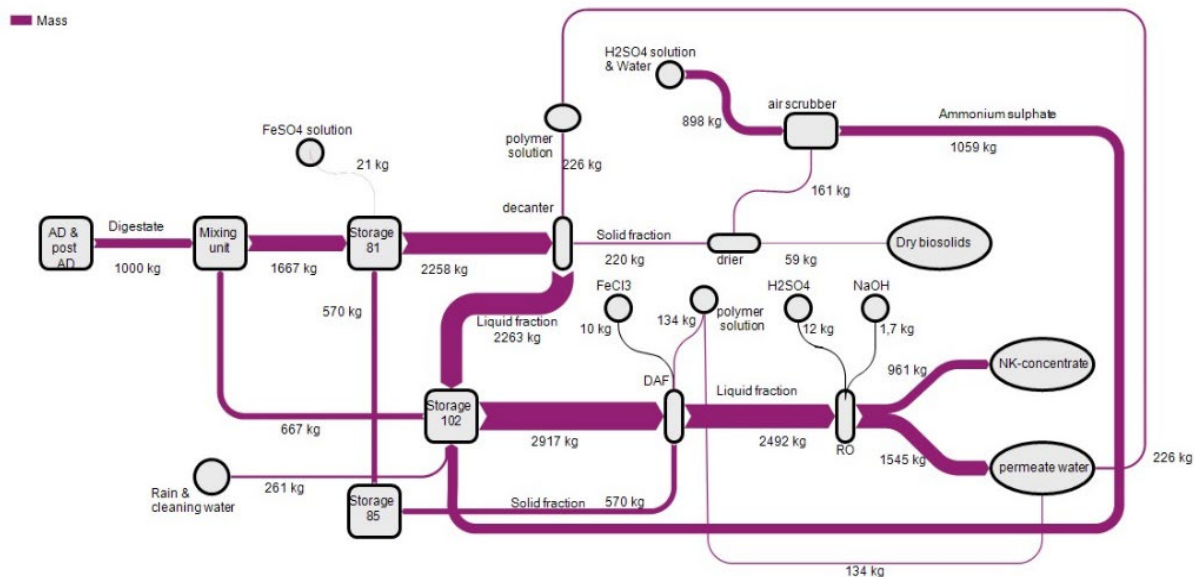 Mass
H2SO4 solution
& Water
air scrubber
Ammonium sulphate
898 kg
1059 kg
FeSO4 solution
polymer
solution
21 kg
226 kg
161 kg
decanter
AD &
post
AD
Digestate
1000 kg
Mixing
unit
1667 kg
Storage
81
2258 kg
Solid fraction
220 kg
drier
59 kg
Dry biosolids
570 kg
Liquid fraction
2263 kg
FeCl3
10 kg
134 kg
polymer
solution
H2SO4
12 kg
NaOH
1,7 kg
961 kg
NK-concentrate
DAF
Liquid fraction
Storage
102
667 kg
2917 kg
2492 kg
RO
1545 kg
permeate water
226 kg
Rain &
cleaning water
261 kg
Storage
85
Solid fraction
570 kg
134 kg